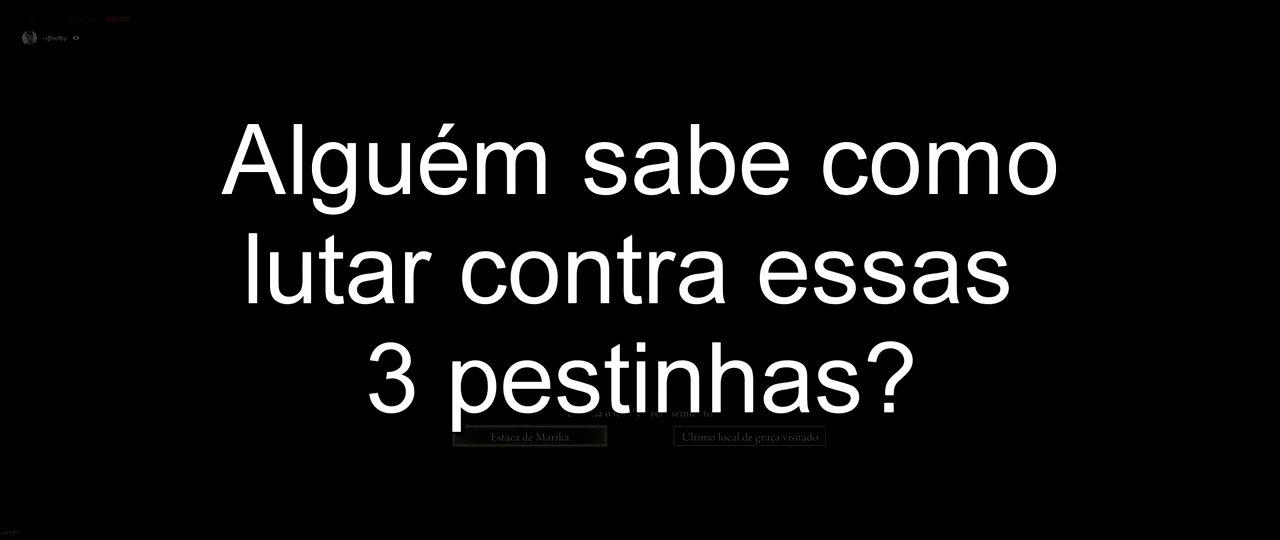 Alguém sabe como
lutar contra essas
3 pestinhas?
Estaca de Marika
Último local de graça visitado